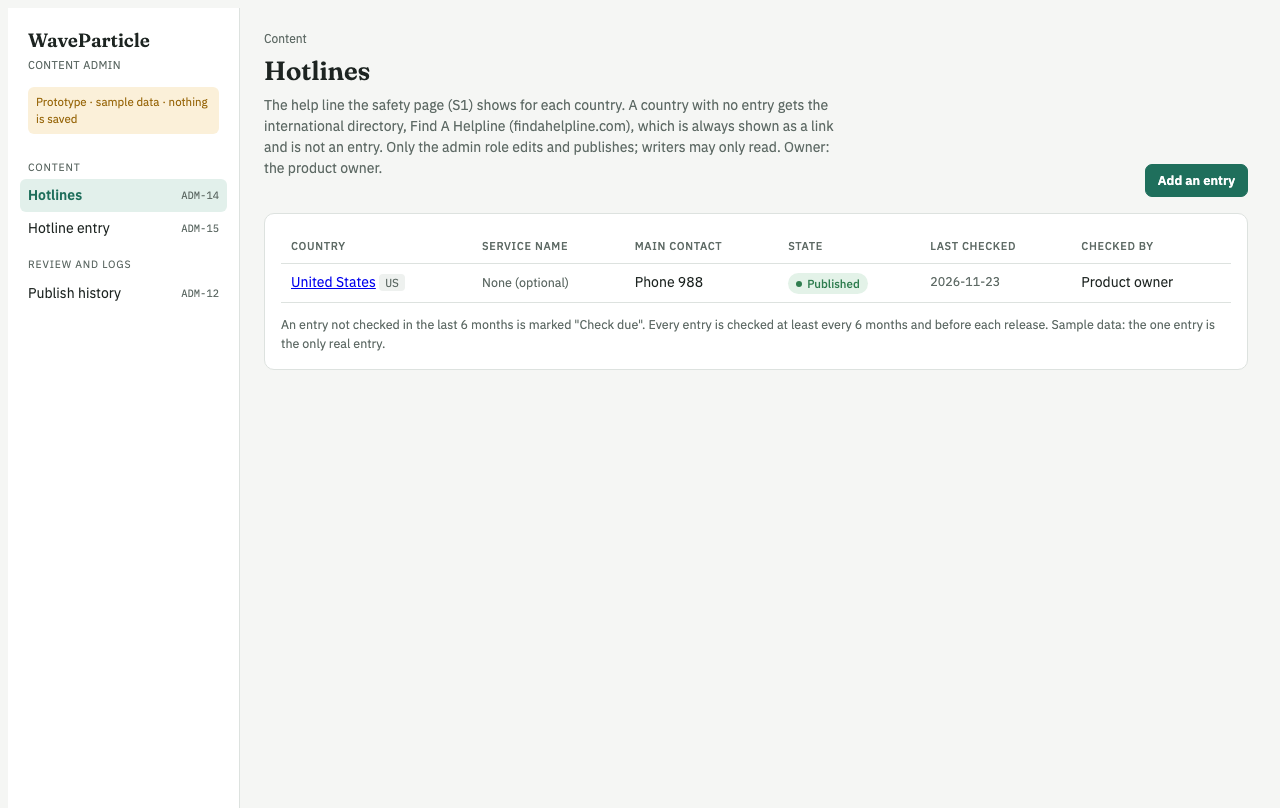 WaveParticle
CONTENT ADMIN
Prototype · sample data · nothing
is saved
CONTENT
Hotlines ADM-14
Hotline entry ADM-15
REVIEW AND LOGS
Publish history ADM-12
Content
Hotlines
The help line the safety page (S1) shows for each country. A country with no entry gets the
international directory, Find A Helpline (findahelpline.com), which is always shown as a link
and is not an entry. Only the admin role edits and publishes; writers may only read. Owner:
the product owner.
Add an entry
COUNTRY SERVICE NAME MAIN CONTACT STATE LAST CHECKED CHECKED BY
United States US None (optional) Phone 988 Published 2026-11-23 Product owner
An entry not checked in the last 6 months is marked "Check due". Every entry is checked at least every 6 months and before each release. Sample data: the one entry is
the only real entry.